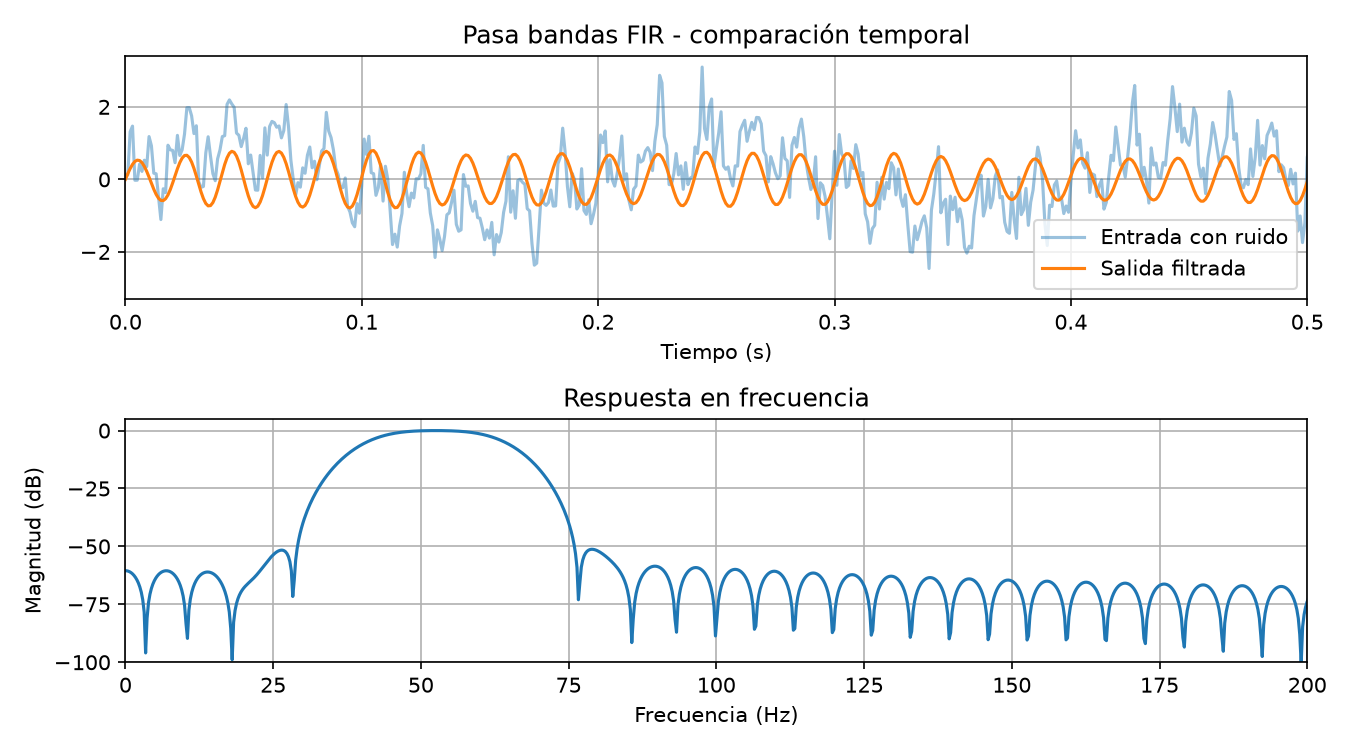 Pasa bandas FIR - comparación temporal
2
0
−2
Entrada con ruido
Salida filtrada
0.0 0.1 0.2 0.3 0.4 0.5
Tiempo (s)
Respuesta en frecuencia
Magnitud (dB)
0
−25
−50
−75
−100
0 25 50 75 100 125 150 175 200
Frecuencia (Hz)